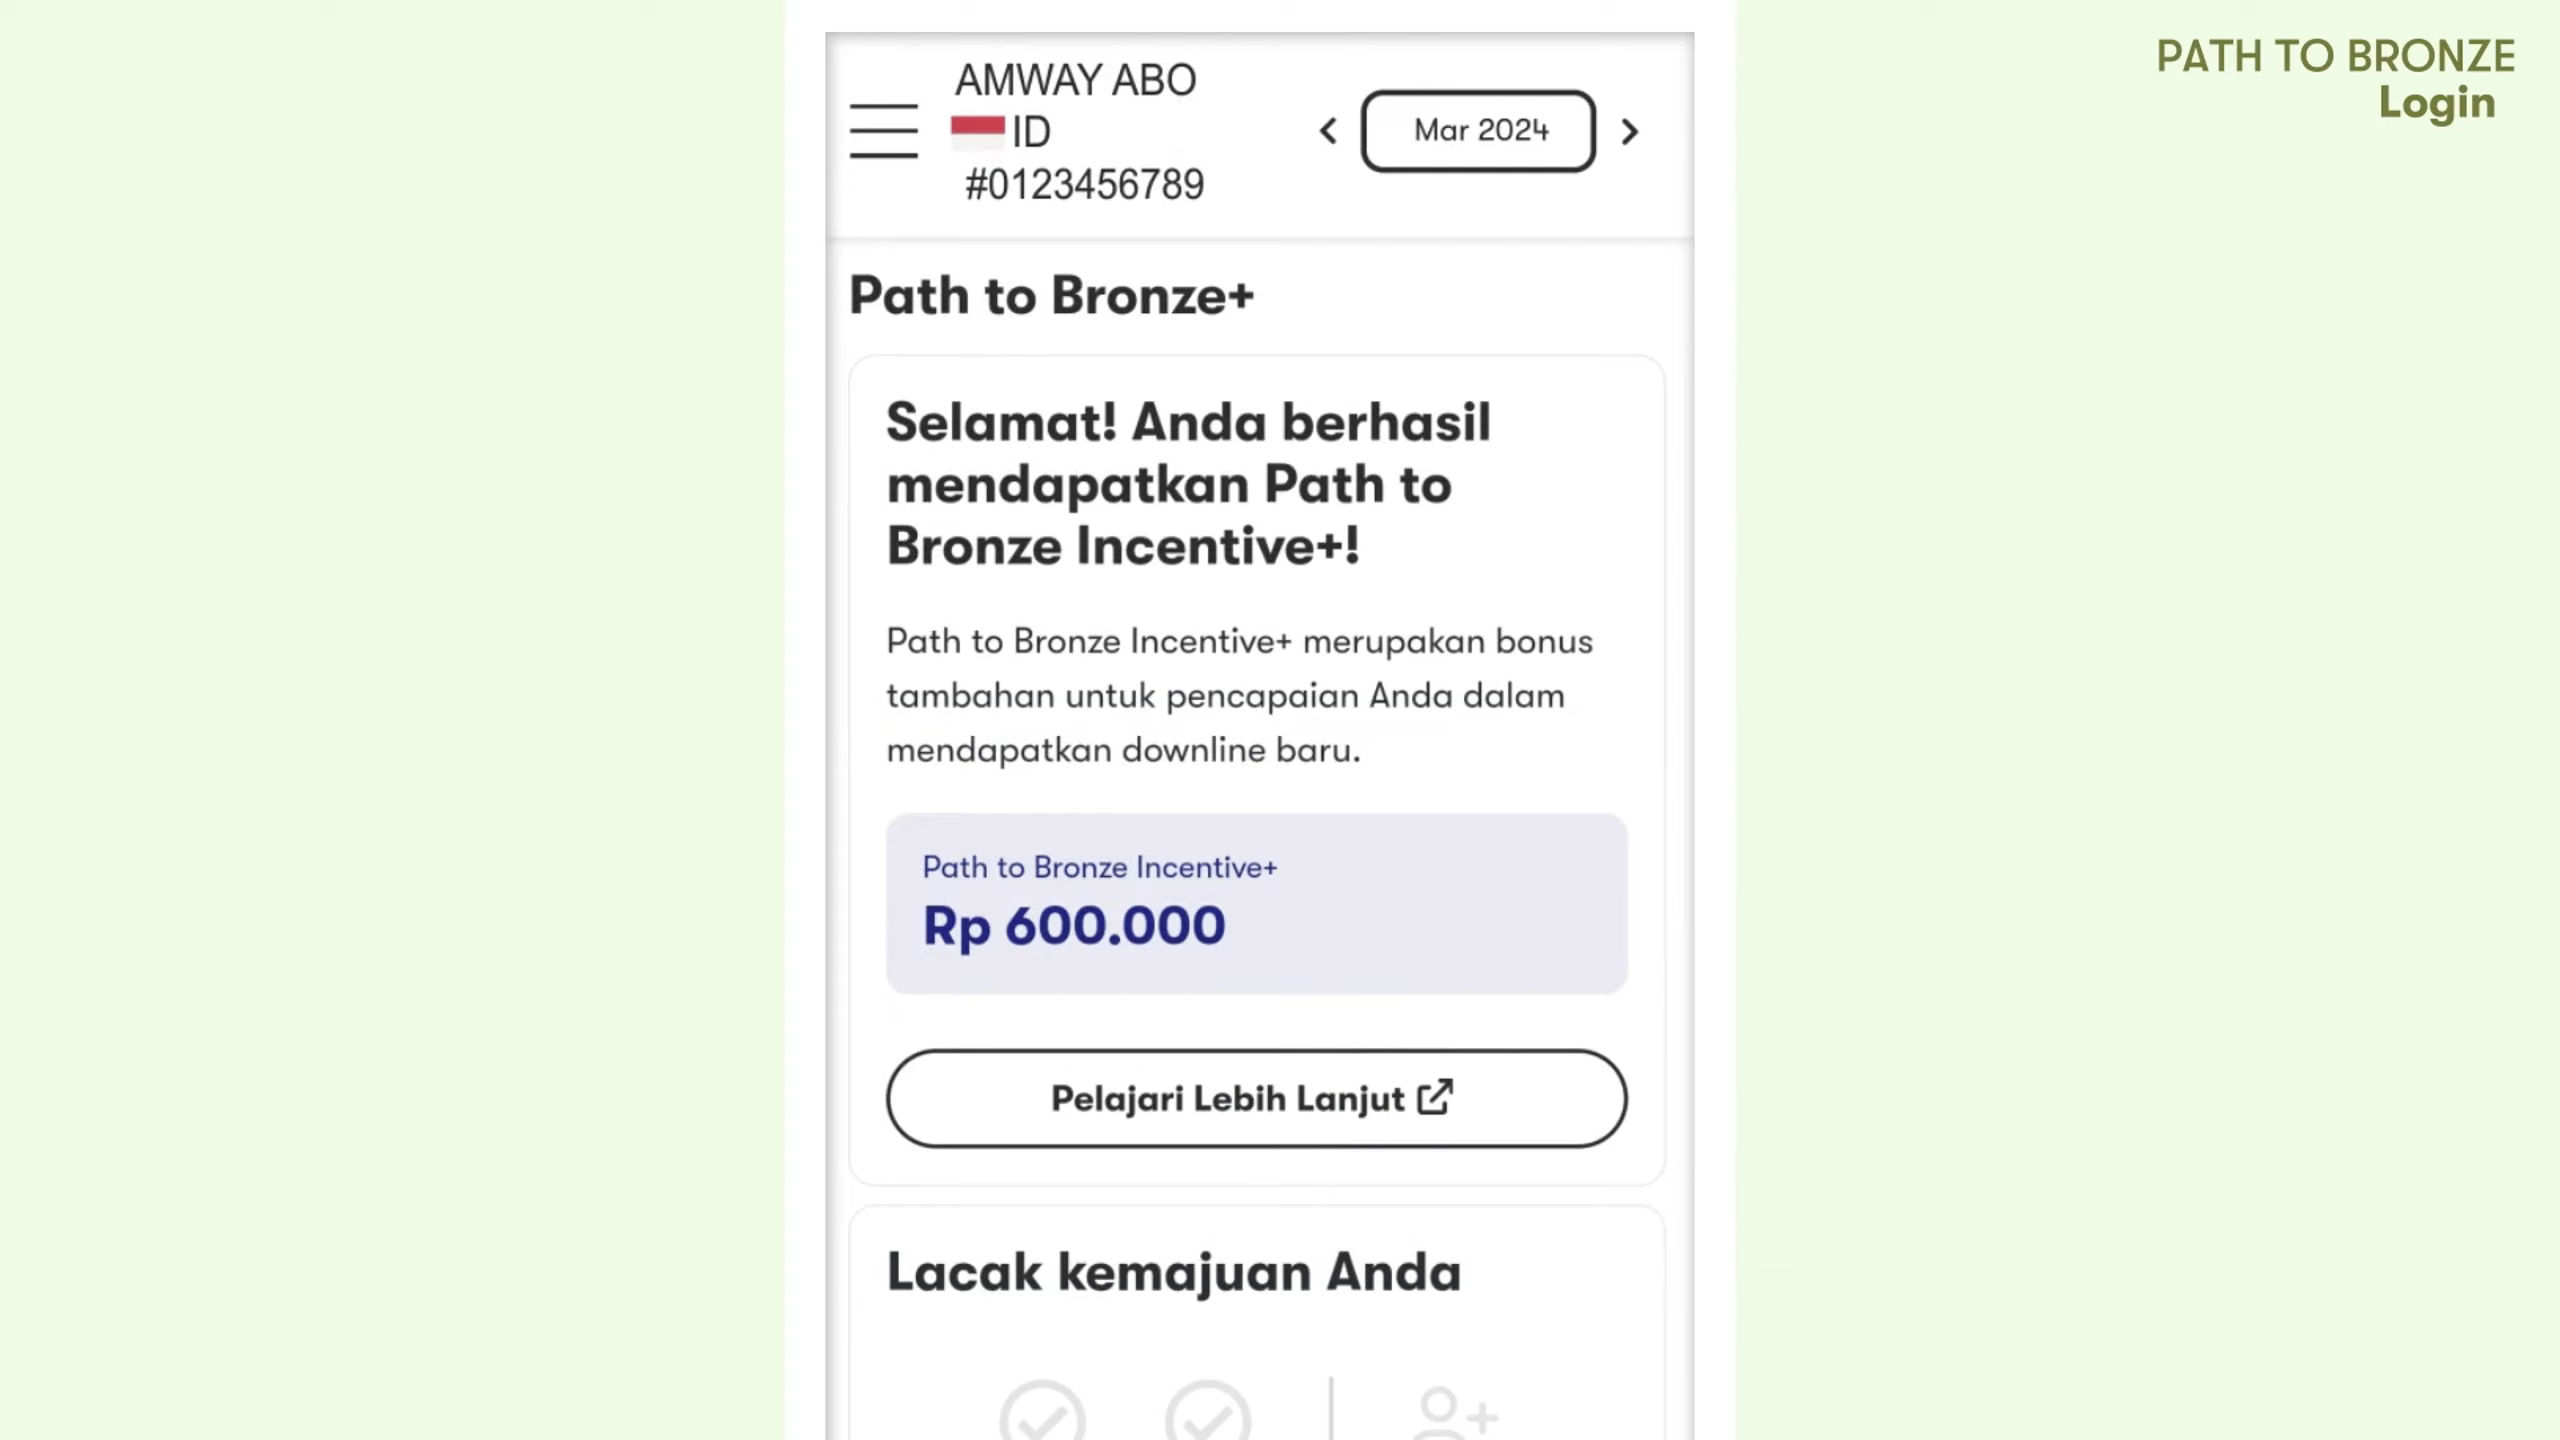 PATH TO BRONZE
Login
AMWAY ABO
ID
#0123456789
Mar 2024
Path to Bronze+
Selamat! Anda berhasil
mendapatkan Path to
Bronze Incentive+!
Path to Bronze Incentive+ merupakan bonus
tambahan untuk pencapaian Anda dalam
mendapatkan downline baru.
Path to Bronze Incentive+
Rp 600.000
Pelajari Lebih Lanjut
Lacak kemajuan Anda